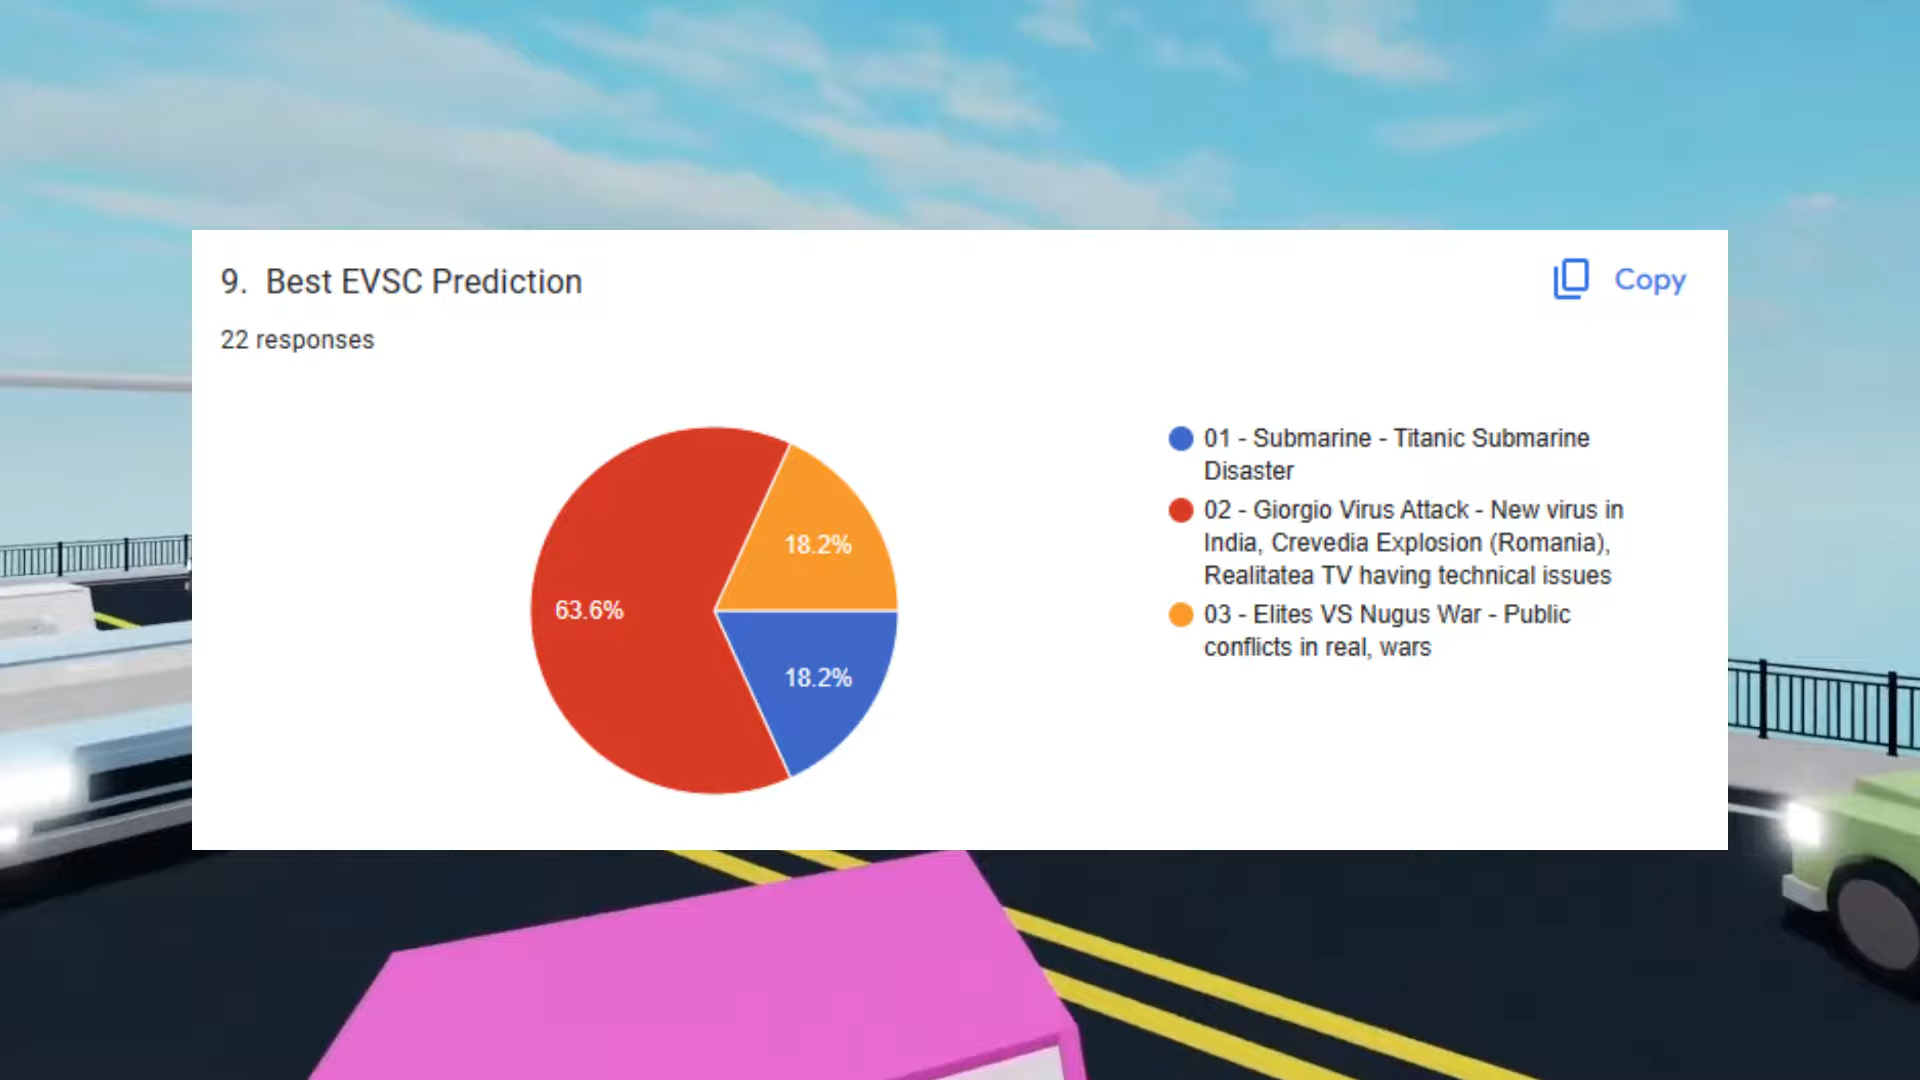 9. Best EVSC Prediction
Copy
22 responses
01 - Submarine - Titanic Submarine
Disaster
02 - Giorgio Virus Attack - New virus in
India, Crevedia Explosion (Romania),
Realitatea TV having technical issues
03 - Elites VS Nugus War - Public
conflicts in real, wars
18.2%
63.6%
18.2%